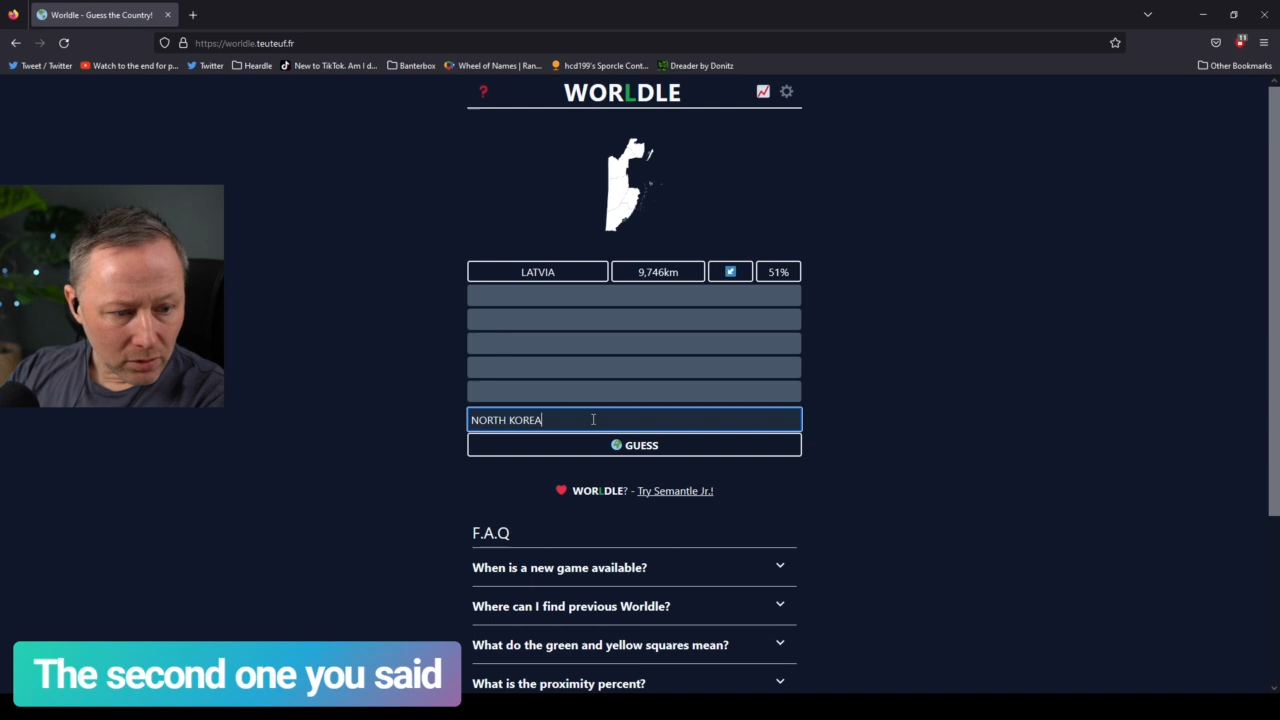 Worldle - Guess the Country!
https://worldle.teuteuf.fr
11
Tweet / Twitter
Watch to the end for p...
Twitter
Heardle
New to TikTok. Am I d...
Banterbox
Wheel of Names | Ran...
hcd199's Sporcle Cont...
Dreader by Donitz
Other Bookmarks
? WORLDLE
LATVIA 9,746km 51%
NORTH KOREA
GUESS
WORLDLE? - Try Semantle Jr.!
F.A.Q
When is a new game available?
Where can I find previous Worldle?
What do the green and yellow squares mean?
What is the proximity percent?
The second one you said